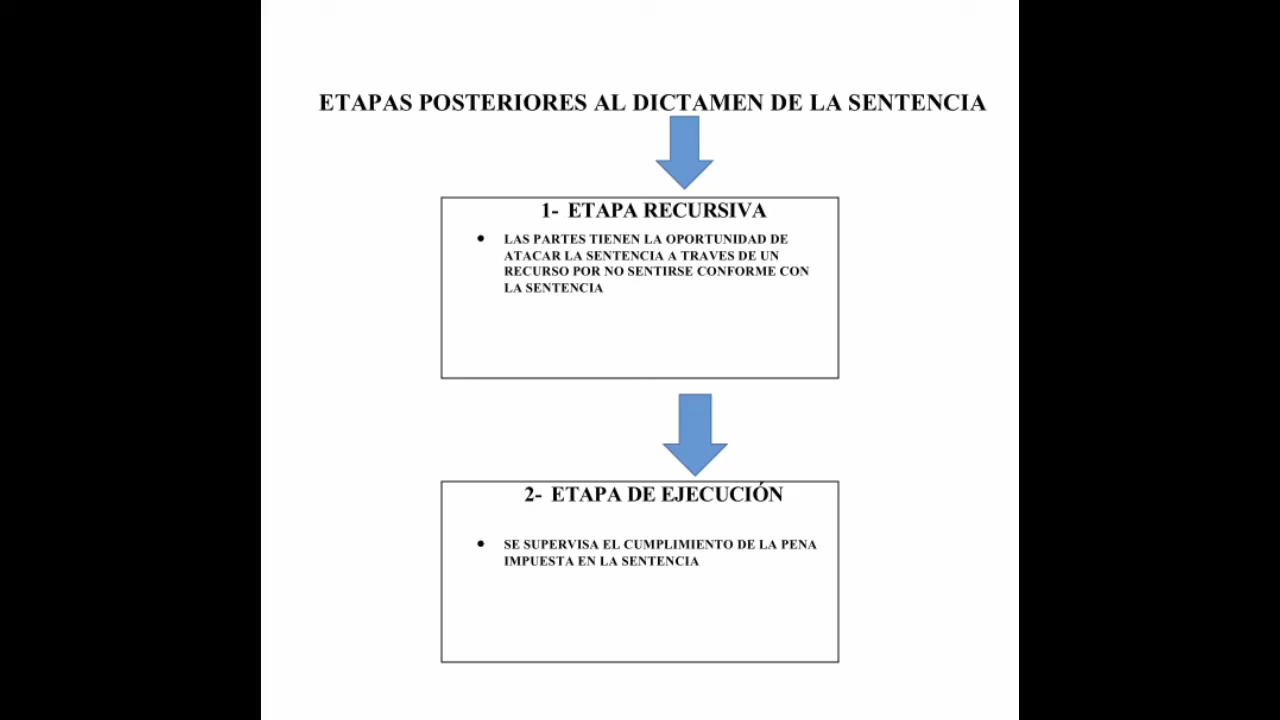 ETAPAS POSTERIORES AL DICTAMEN DE LA SENTENCIA
1- ETAPA RECURSIVA
● LAS PARTES TIENEN LA OPORTUNIDAD DE
ATACAR LA SENTENCIA A TRAVES DE UN
RECURSO POR NO SENTIRSE CONFORME CON
LA SENTENCIA
2- ETAPA DE EJECUCIÓN
● SE SUPERVISA EL CUMPLIMIENTO DE LA PENA
IMPUESTA EN LA SENTENCIA